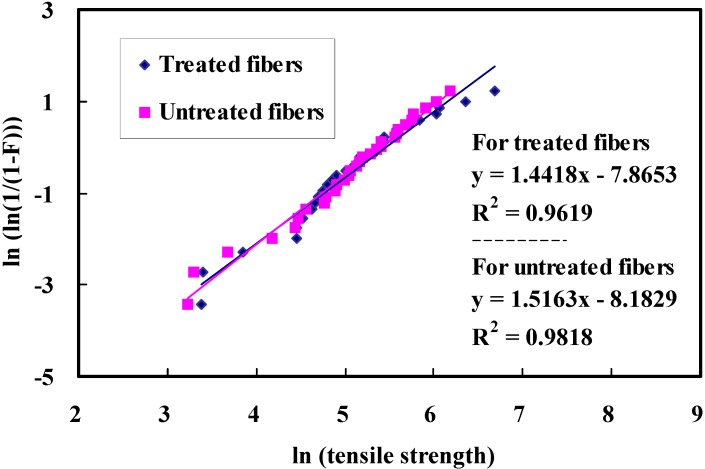 3
1
-1
-3
-5
ln (ln(1/(1-F)))
Treated fibers
Untreated fibers
For treated fibers
y = 1.4418x - 7.8653
R² = 0.9619
---------
For untreated fibers
y = 1.5163x - 8.1829
R² = 0.9818
2 3 4 5 6 7 8 9
ln (tensile strength)